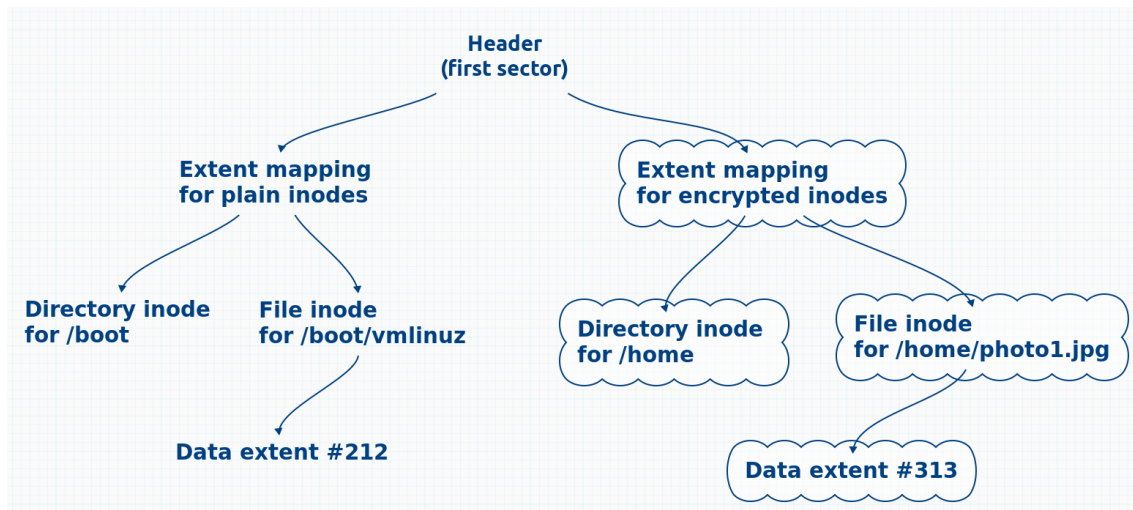 Header
(first sector)
Extent mapping
for plain inodes
Extent mapping
for encrypted inodes
Directory inode
for /boot
File inode
for /boot/vmlinuz
Directory inode
for /home
File inode
for /home/photo1.jpg
Data extent #212
Data extent #313